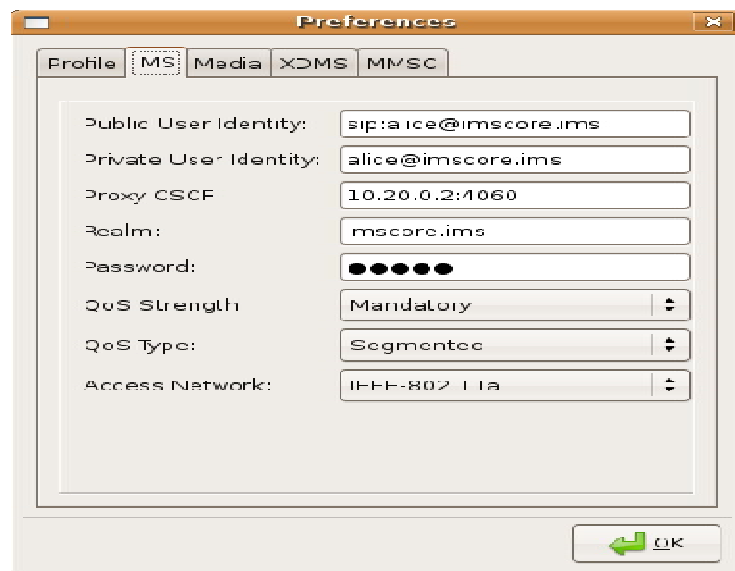 Preferences
Profile IMS Media XDMS MMSC
Public User Identity: sip:alice@imscore.ims
Private User Identity: alice@imscore.ims
Proxy CSCF 10.20.0.2:4060
Realm: imscore.ims
Password: ●●●●●
QoS Strength Mandatory
QoS Type: Segmented
Access Network: IEEE-802.11a
OK